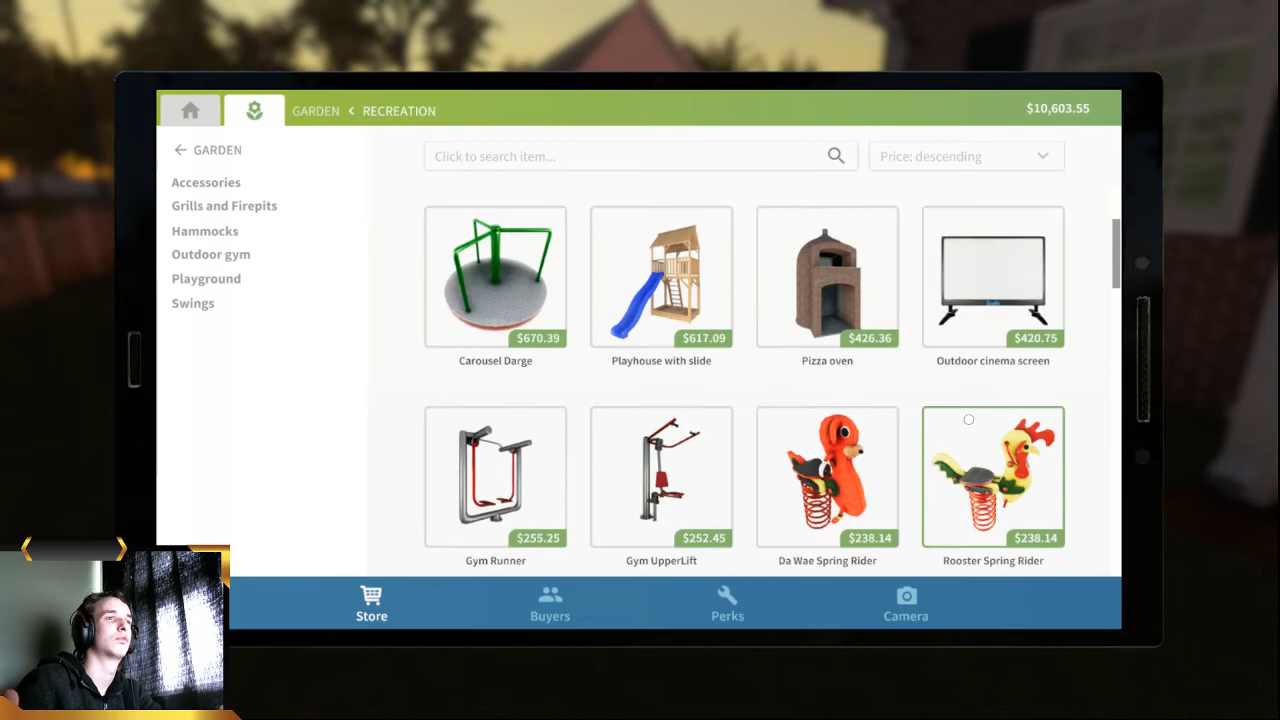 GARDEN < RECREATION
$10,603.55
GARDEN
Click to search item...
Price: descending
Accessories
Grills and Firepits
Hammocks
Outdoor gym
Playground
Swings
$670.39
$617.09
$426.36
$420.75
Carousel Darge
Playhouse with slide
Pizza oven
Outdoor cinema screen
$255.25
$252.45
$238.14
$238.14
Gym Runner
Gym UpperLift
Da Wae Spring Rider
Rooster Spring Rider
Store
Buyers
Perks
Camera